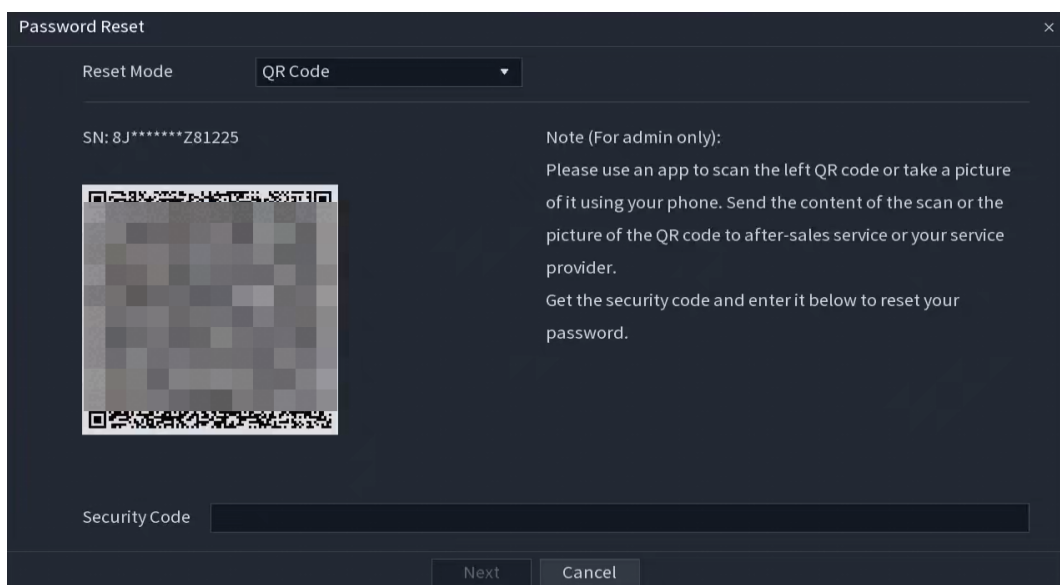 Password Reset
Reset Mode
QR Code
SN: 8J*******Z81225
Note (For admin only):
Please use an app to scan the left QR code or take a picture
of it using your phone. Send the content of the scan or the
picture of the QR code to after-sales service or your service
provider.
Get the security code and enter it below to reset your
password.
Security Code
Next
Cancel